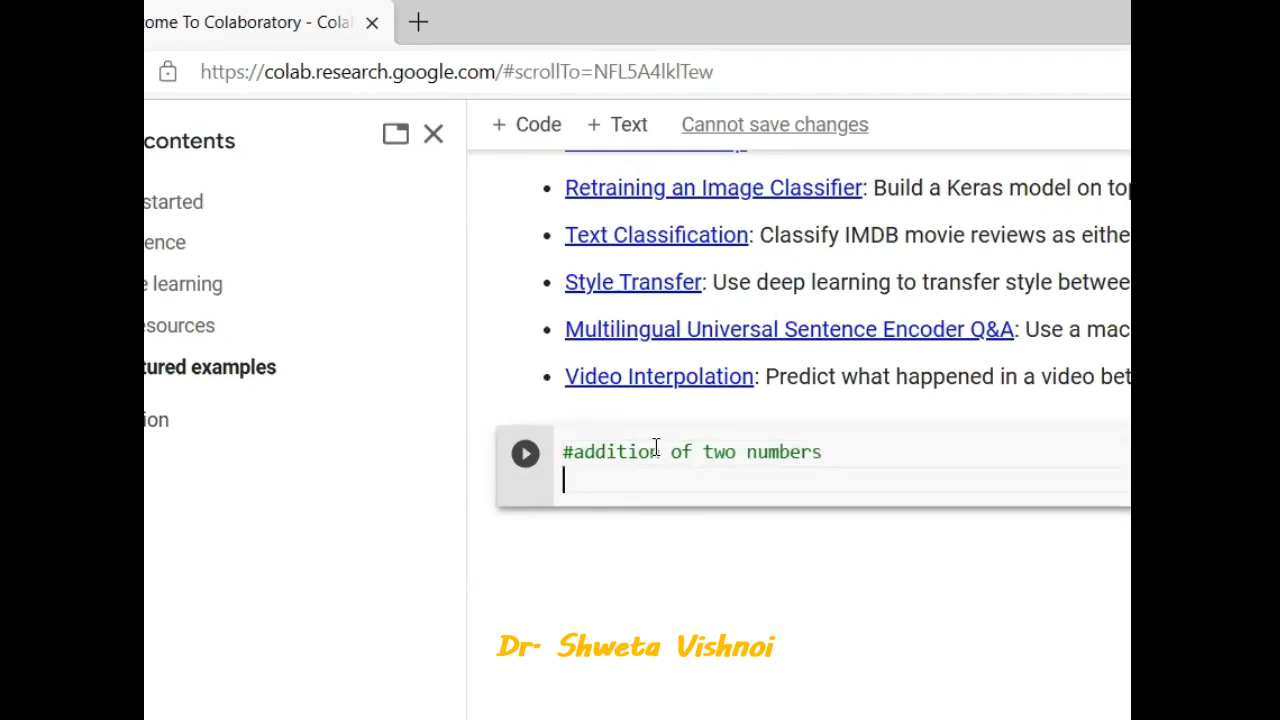 ome To Colaboratory - Cola
https://colab.research.google.com/#scrollTo=NFL5A4lklTew
contents
+ Code + Text Cannot save changes
started
ence
e learning
esources
tured examples
ion
• Retraining an Image Classifier: Build a Keras model on top
• Text Classification: Classify IMDB movie reviews as eithe
• Style Transfer: Use deep learning to transfer style betwee
• Multilingual Universal Sentence Encoder Q&A: Use a mac
• Video Interpolation: Predict what happened in a video bet
#addition of two numbers
Dr. Shweta Vishnoi